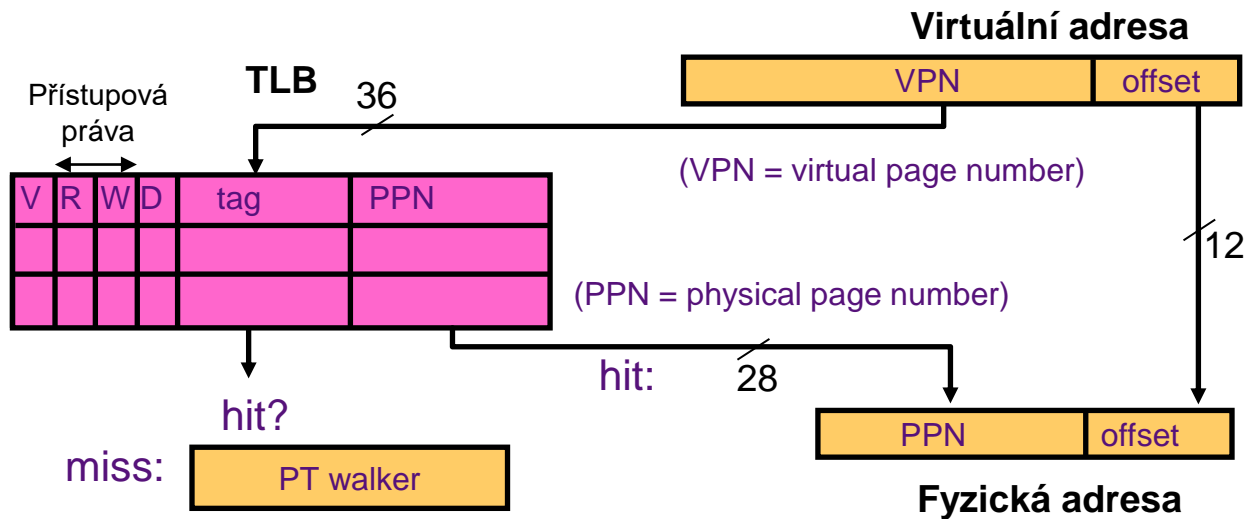 Virtuální adresa
VPN offset
TLB
36
Přístupová
práva
(VPN = virtual page number)
V R W D tag PPN
12
(PPN = physical page number)
hit:
28
hit?
PPN offset
miss:
PT walker
Fyzická adresa